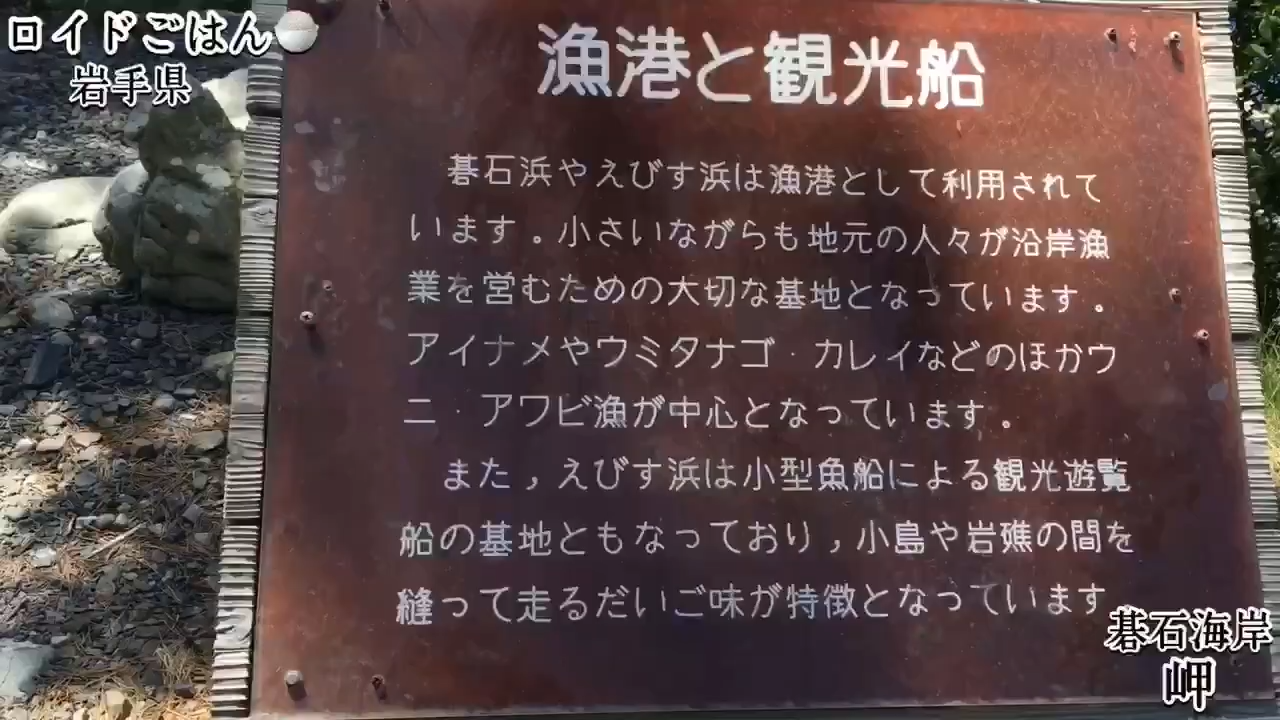 ロイドごはん
岩手県
漁港と観光船
碁石浜やえびす浜は漁港として利用されて
います。小さいながらも地元の人々が沿岸漁
業を営むための大切な基地となっています。
アイナメやウミタナゴ・カレイなどのほかウ
ニ・アワビ漁が中心となっています。
また,えびす浜は小型魚船による観光遊覧
船の基地ともなっており,小島や岩礁の間を
縫って走るだいご味が特徴となっています
碁石海岸
岬